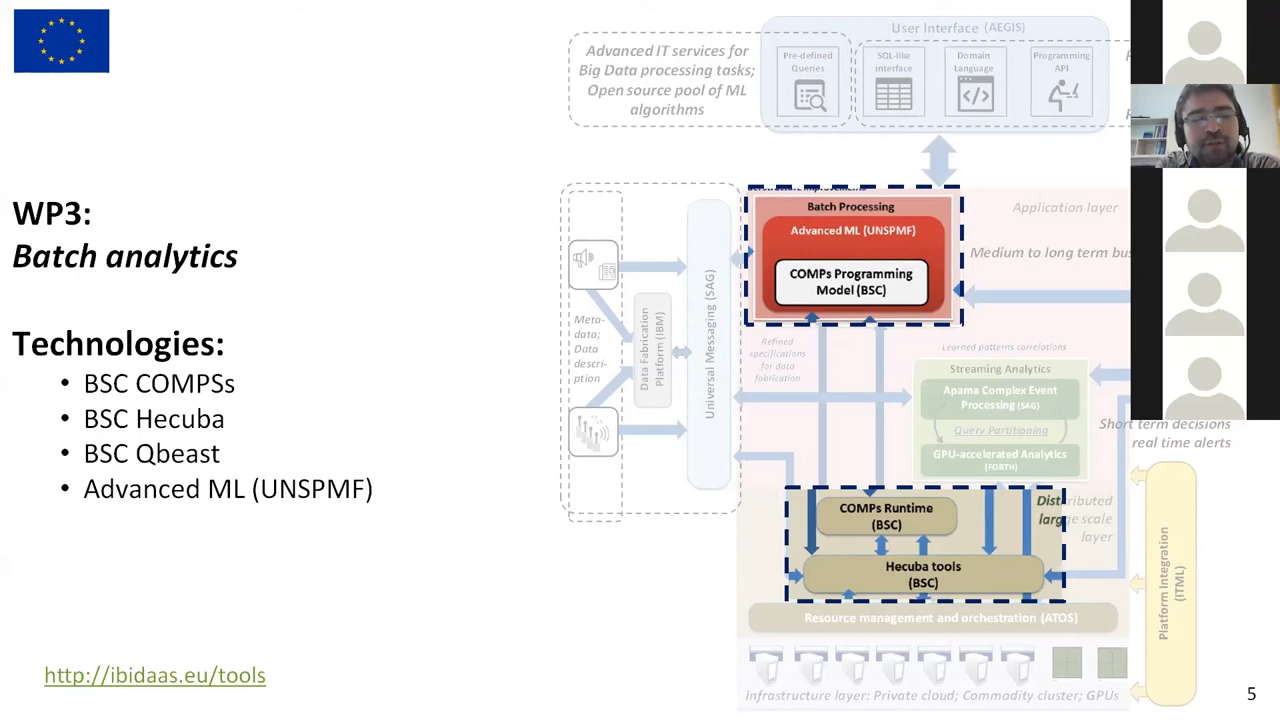 WP3:
Batch analytics
Technologies:
• BSC COMPSs
• BSC Hecuba
• BSC Qbeast
• Advanced ML (UNSPMF)
http://ibidaas.eu/tools
Advanced IT services for
Big Data processing tasks;
Open source pool of ML
algorithms
User Interface (AEGIS)
Pre-defined
Queries
SQL-like
interface
Domain
Language
Programming
API
Batch Processing
Advanced ML (UNSPMF)
COMPs Programming
Model (BSC)
Application layer
Medium to long term bus
Meta-
data;
Data
descri-
ption
Data Fabrication
Platform (IBM)
Universal Messaging (SAG)
Refined
specifications
for data
fabrication
Learned patterns correlations
Streaming Analytics
Apama Complex Event
Processing (SAG)
Query Partitioning
GPU-accelerated Analytics
(FORTH)
Short term decisions
real time alerts
COMPs Runtime
(BSC)
Hecuba tools
(BSC)
Distributed
large scale
layer
Resource management and orchestration (ATOS)
Infrastructure layer: Private cloud; Commodity cluster; GPUs
Platform Integration
(ITML)
5